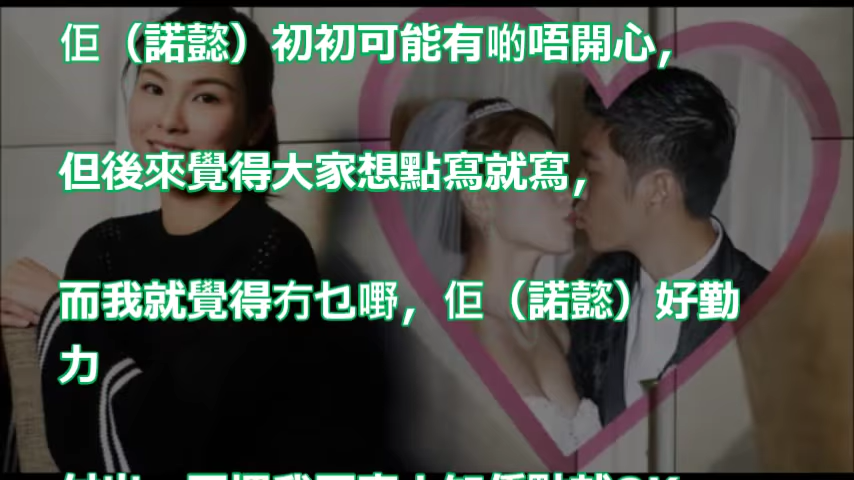 佢（諾懿）初初可能有啲唔開心，
但後來覺得大家想點寫就寫，
而我就覺得冇乜嘢，佢（諾懿）好勤
力